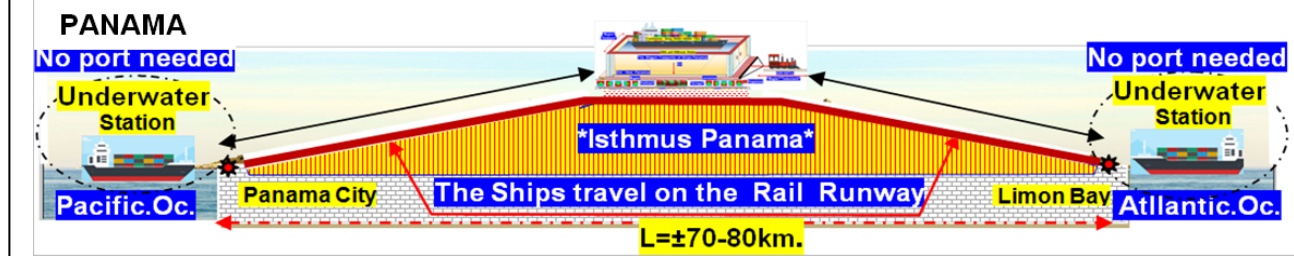 PANAMA
No port needed
Underwater
Station
Pacific.Oc.
Panama City
*Isthmus Panama*
The Ships travel on the Rail Runway
L=±70-80km.
Limon Bay
No port needed
Underwater
Station
Atllantic.Oc.